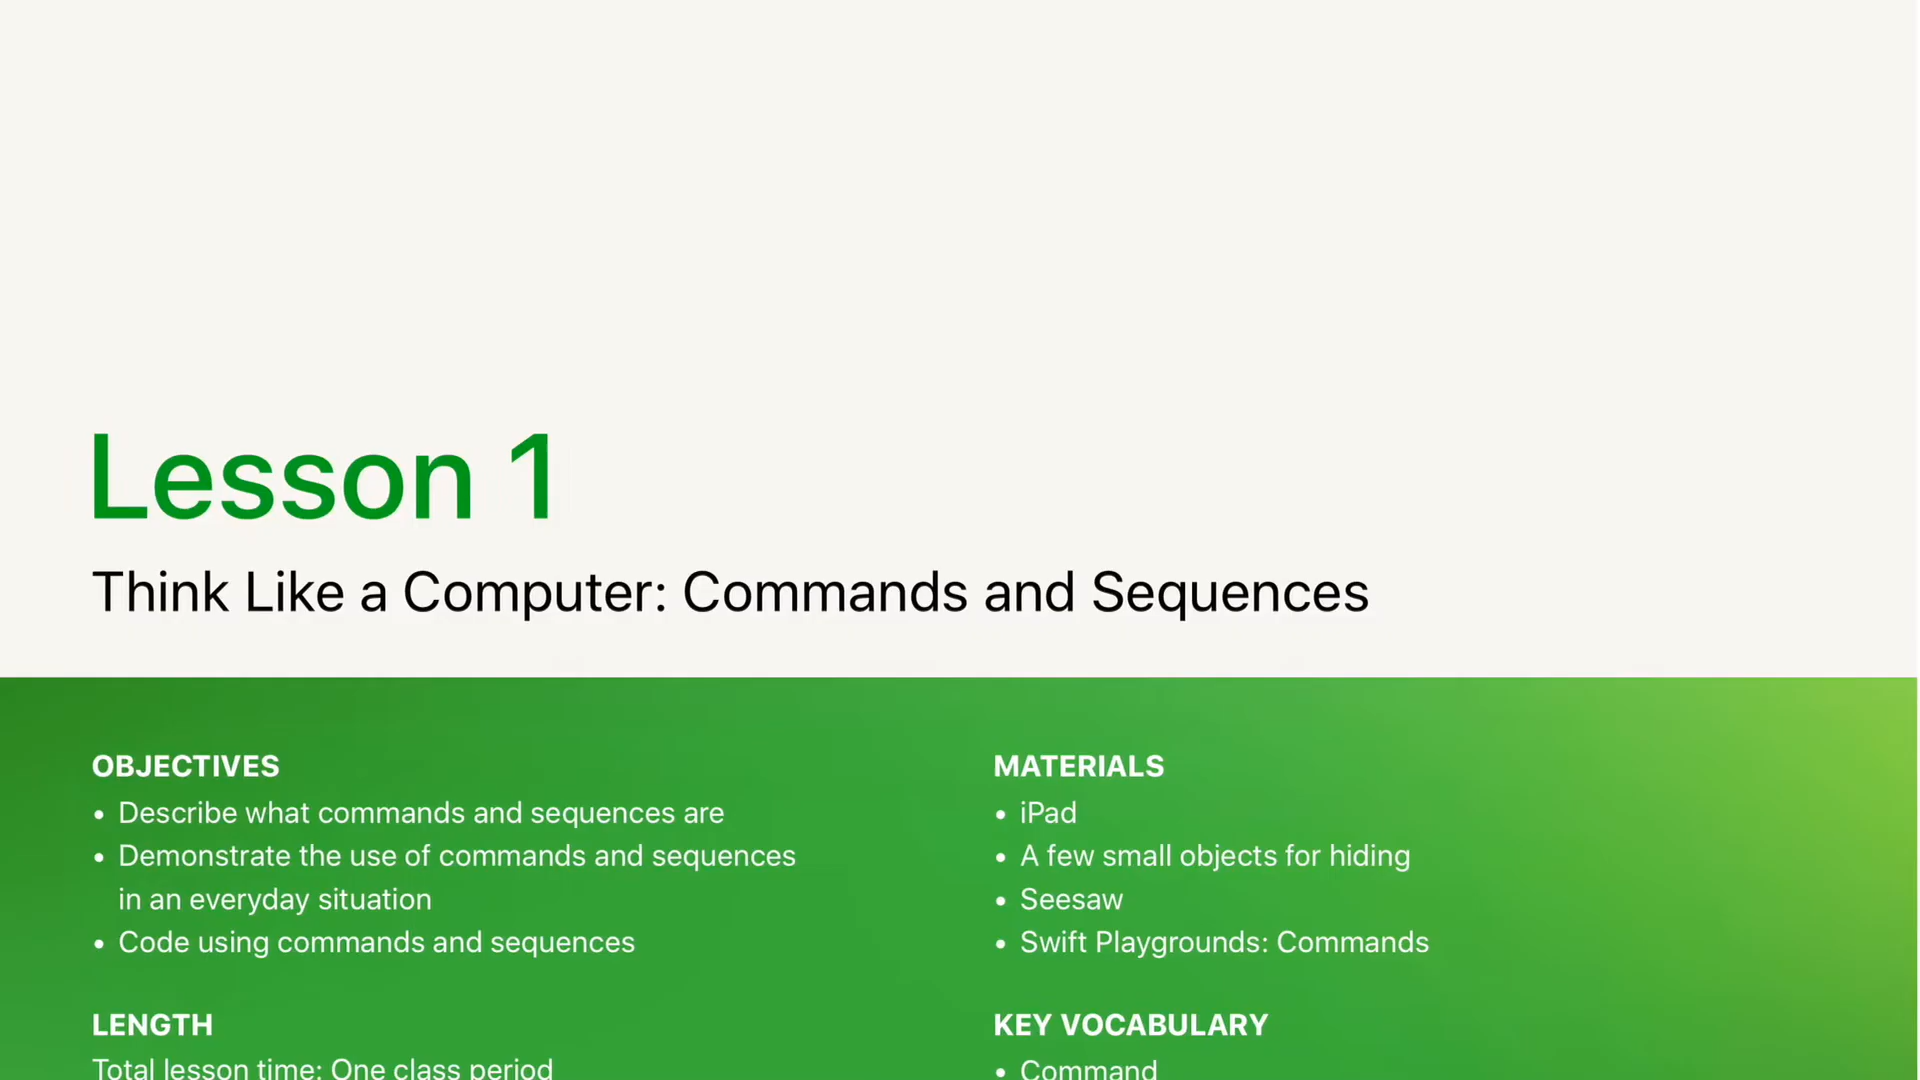 Lesson 1
Think Like a Computer: Commands and Sequences
OBJECTIVES
• Describe what commands and sequences are
• Demonstrate the use of commands and sequences
in an everyday situation
• Code using commands and sequences
LENGTH
Total lesson time: One class period
MATERIALS
• iPad
• A few small objects for hiding
• Seesaw
• Swift Playgrounds: Commands
KEY VOCABULARY
• Command